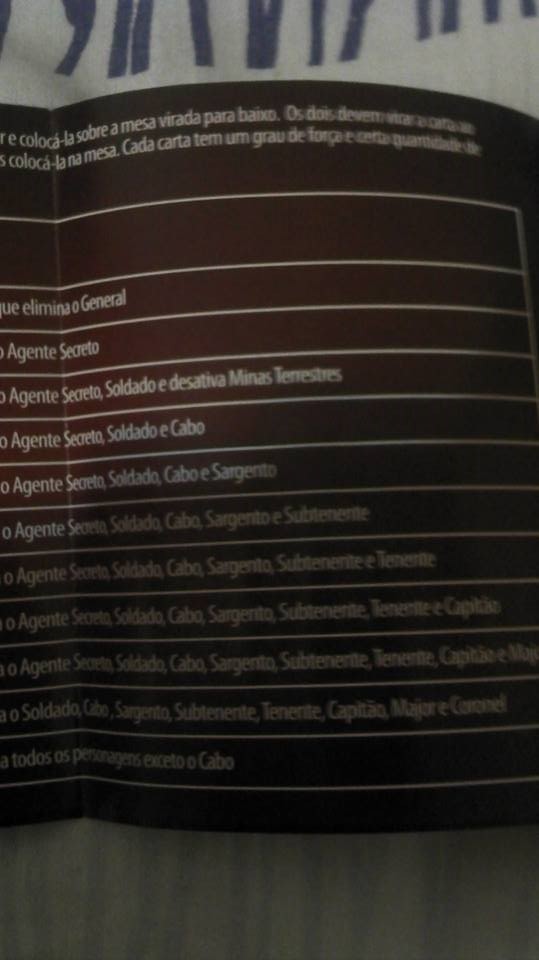 r e colocá-la sobre a mesa virada para baixo. Os dois devem virar a carta ao
s colocá-la na mesa. Cada carta tem um grau de força e certa quantidade de
que elimina o General
o Agente Secreto
o Agente Secreto, Soldado e desativa Minas Terrestres
o Agente Secreto, Soldado e Cabo
o Agente Secreto, Soldado, Cabo e Sargento
o Agente Secreto, Soldado, Cabo, Sargento e Subtenente
o Agente Secreto, Soldado, Cabo, Sargento, Subtenente e Tenente
a o Agente Secreto, Soldado, Cabo, Sargento, Subtenente, Tenente e Capitão
a o Agente Secreto, Soldado, Cabo, Sargento, Subtenente, Tenente, Capitão e Majo
a o Soldado, Cabo , Sargento, Subtenente, Tenente, Capitão, Major e Coronel
a todos os personagens exceto o Cabo